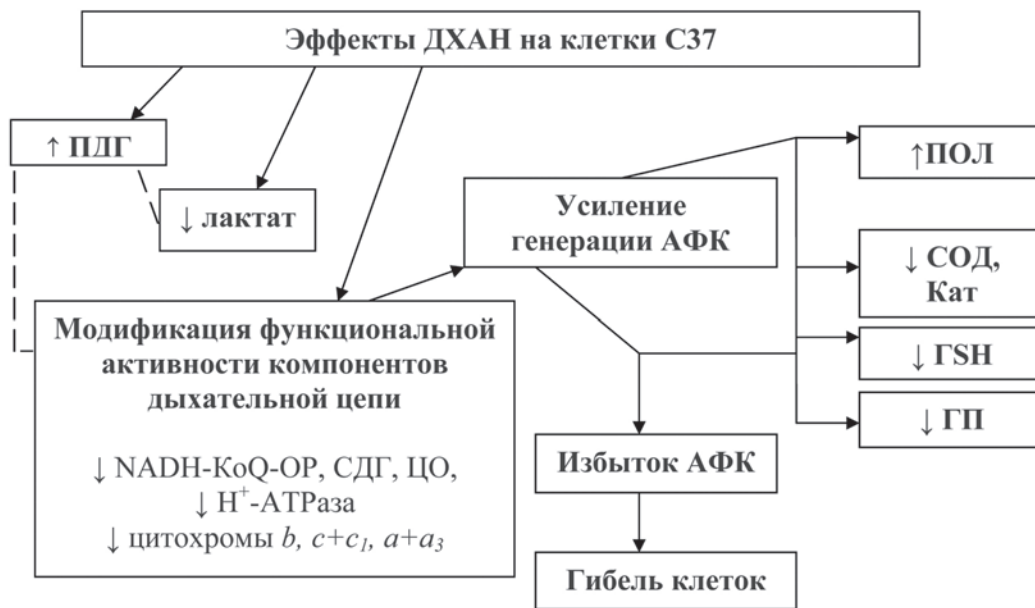 Эффекты ДХАН на клетки С37
↑ ПДГ
↓ лактат
Модификация функциональной
активности компонентов
дыхательной цепи
↓ NADH-КоQ-ОР, СДГ, ЦО,
↓ H⁺-АТРаза
↓ цитохромы b, c+c₁, a+a₃
Усиление
генерации АФК
↑ПОЛ
↓ СОД,
Кат
↓ ГSH
↓ ГП
Избыток АФК
Гибель клеток